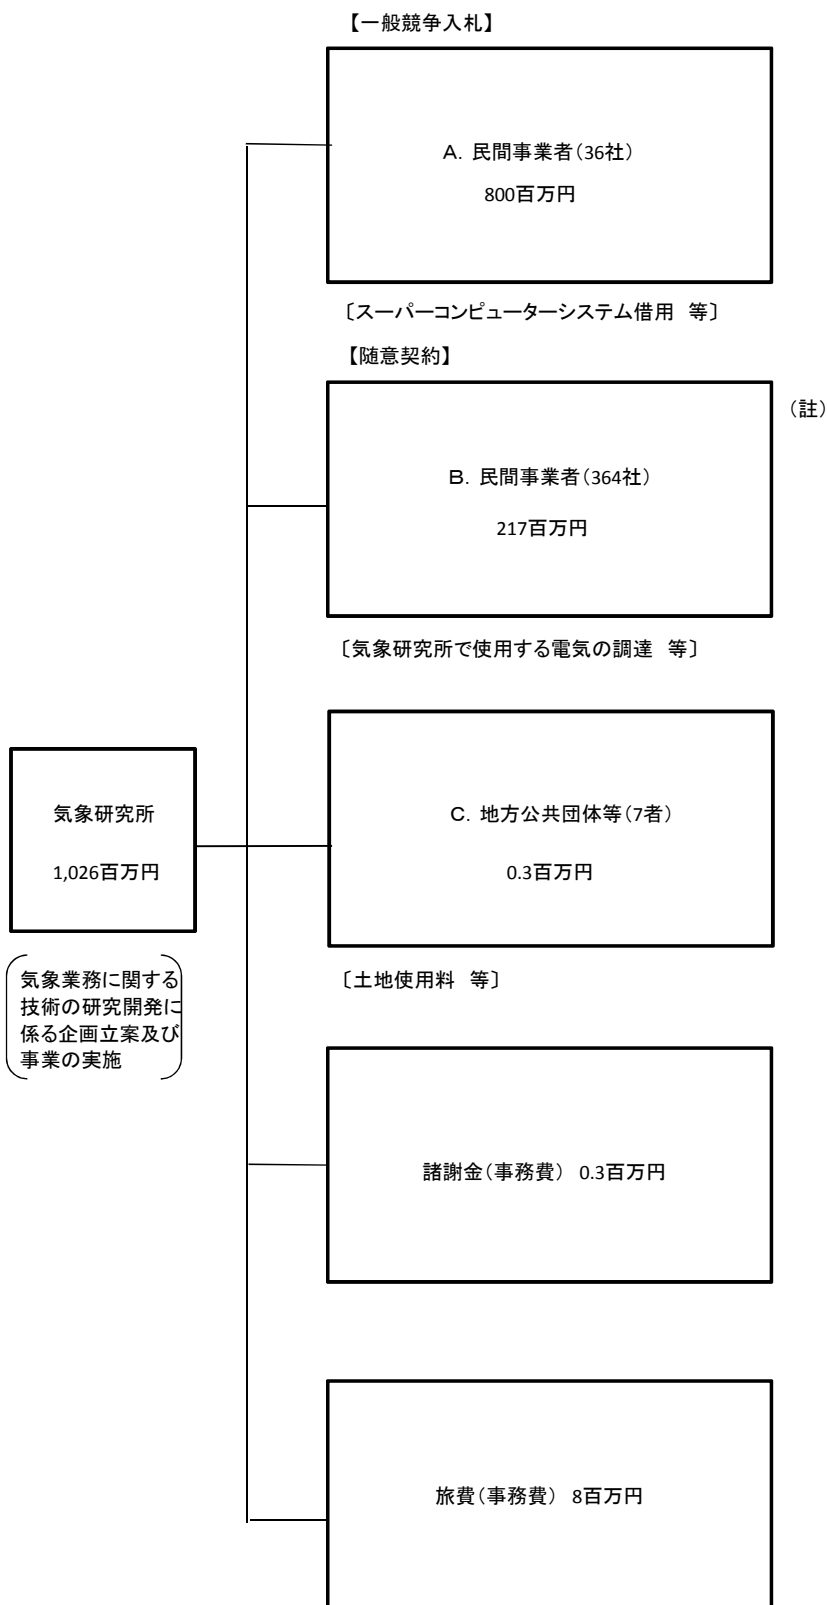 【一般競争入札】
A. 民間事業者(36社)
800百万円
〔スーパーコンピューターシステム借用 等〕
【随意契約】
(註)
B. 民間事業者(364社)
217百万円
〔気象研究所で使用する電気の調達 等〕
気象研究所
1,026百万円
気象業務に関する
技術の研究開発に
係る企画立案及び
事業の実施
C. 地方公共団体等(7者)
0.3百万円
〔土地使用料 等〕
諸謝金(事務費) 0.3百万円
旅費(事務費) 8百万円